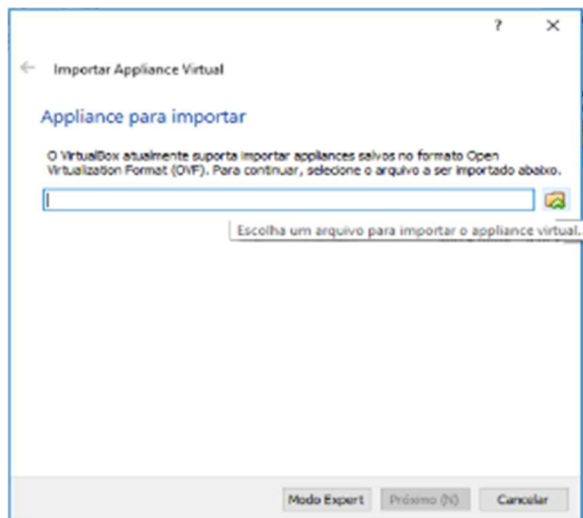 ?
Importar Appliance Virtual
Appliance para importar
O VirtualBox atualmente suporta importar appliances salvos no formato Open
Virtualization Format (OVF). Para continuar, selecione o arquivo a ser importado abaixo.
Escolha um arquivo para importar o appliance virtual.
Modo Expert Próximo (N) Cancelar